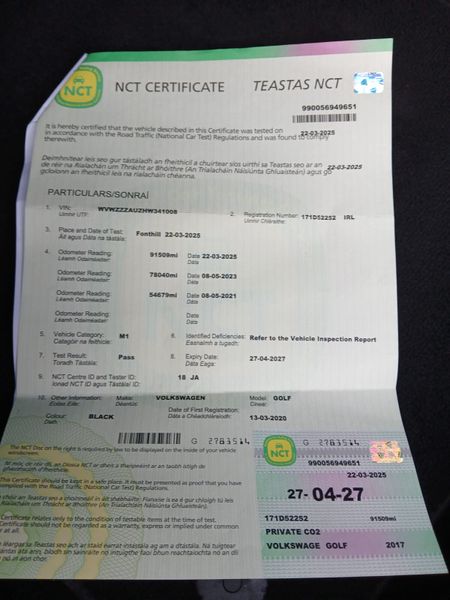 NCT
NCT CERTIFICATE TEASTAS NCT
990056949651
It is hereby certified that the vehicle described in this Certificate was tested on 22-03-2025
in accordance with the Road Traffic (National Car Test) Regulations and was found to comply
therewith.
Deimhnítear leis seo gur tástáladh an fheithicil a chuirtear síos uirthi sa Teastas seo ar an 22-03-2025
de réir na Rialachán um Thrácht ar Bhóithre (An Trialacháin Náisiúnta Ghluaisteán) agus go
PARTICULARS/SONRAÍ
1. VIN: WVWZZZAUZHW341008
Uimhir UTF:
2. Registration Number: 171D52252 IRL
Uimhir Chláraithe:
3. Place and Date of Test: Fonthill 22-03-2025
Áit agus Dáta na tástála:
4. Odometer Reading: 91509mi Date 22-03-2025
Léamh Odaiméadair: Dáta
Odometer Reading: 78040mi Date 08-05-2023
Léamh Odaiméadair: Dáta
Odometer Reading: 54679mi Date 08-05-2021
Léamh Odaiméadair: Dáta
Odometer Reading: Date
Léamh Odaiméadair: Dáta
5. Vehicle Category: M1
Catagóir na feithicle:
6. Identified Deficiencies: Refer to the Vehicle Inspection Report
Easnaimh a tugadh:
7. Test Result: Pass
Toradh Tástála:
8. Expiry Date: 27-04-2027
Dáta Éaga:
9. NCT Centre ID and Tester ID: 18 JA
Ionad NCT ID agus Tástálaí ID:
10. Other Information: Make: VOLKSWAGEN Model: GOLF
Eolas Eile: Déantús
Colour: BLACK
Dath:
Date of First Registration: 13-03-2020
Dáta a Chéadchláraithe:
G 2783514
The NCT Disc on the right is required by law to be displayed on the inside of your vehicle
windscreen.
This Certificate should be kept in a safe place. It must be presented as proof that you have
complied with the Road Traffic (National Car Test) Regulations.
Certificate relates only to the condition of testable items at the time of test.
Certificate should not be regarded as a warranty, express or implied under common
G 2783514
NCT
990056949651
22-03-2025
27- 04-27
171D52252 91509mi
PRIVATE CO2
VOLKSWAGE GOLF 2017